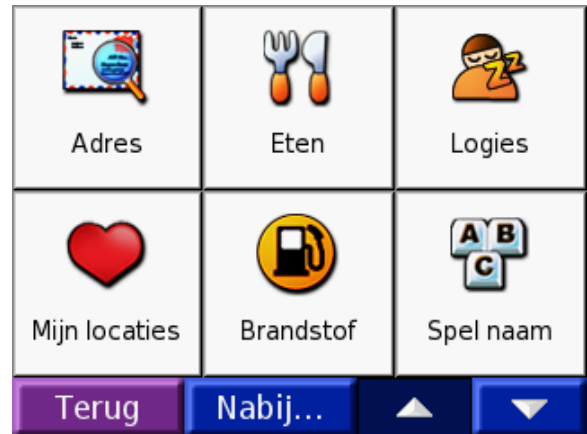 Adres
Eten
Logies
Mijn locaties
Brandstof
A B
C
Spel naam
Terug
Nabij...